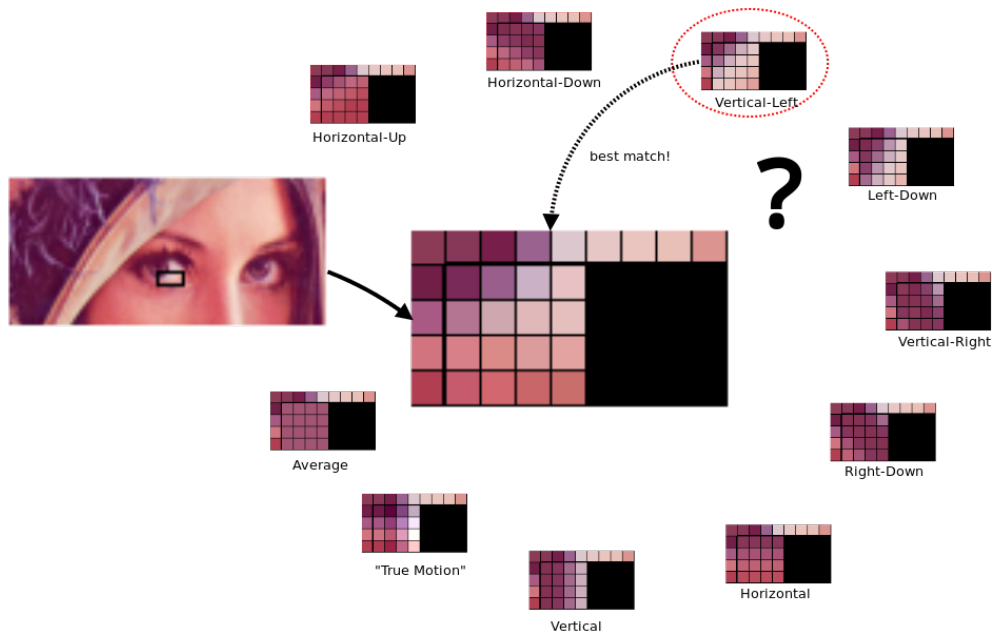 Horizontal-Down
Vertical-Left
Horizontal-Up
best match!
?
Left-Down
Vertical-Right
Average
Right-Down
"True Motion"
Horizontal
Vertical